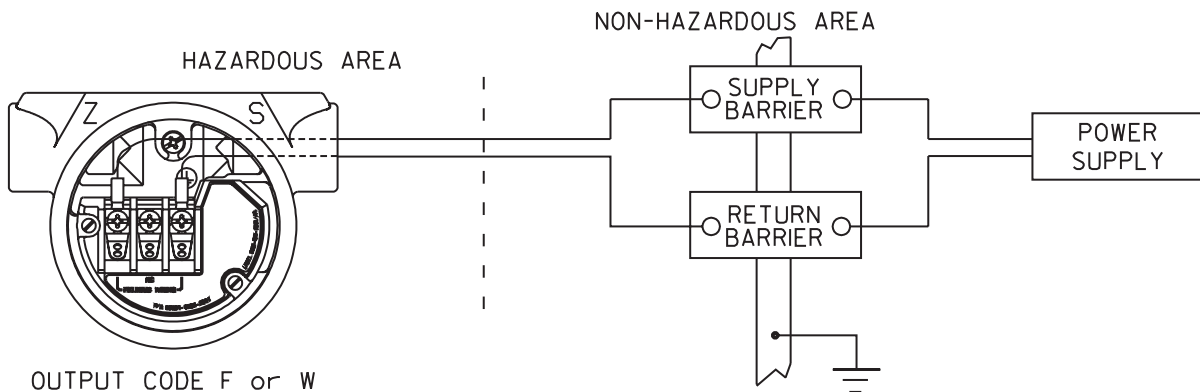 NON-HAZARDOUS AREA
HAZARDOUS AREA
Z
S
SUPPLY
BARRIER
POWER
SUPPLY
RETURN
BARRIER
OUTPUT CODE F or W